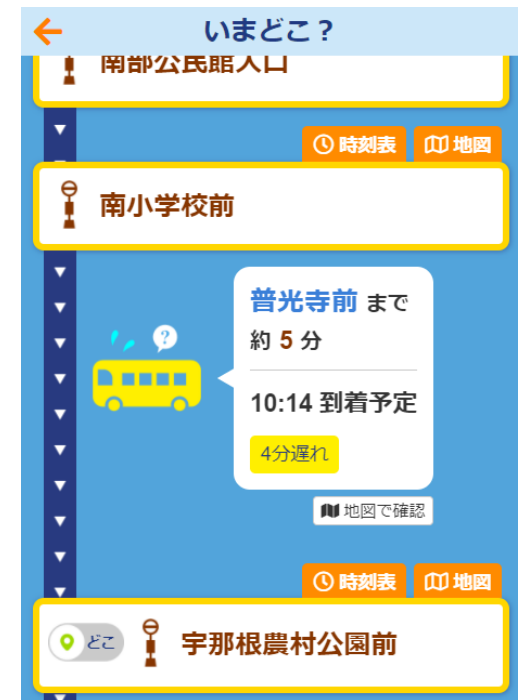 いまどこ？
南部公民館入口
時刻表 地図
南小学校前
?
普光寺前 まで
約 5 分
10:14 到着予定
4分遅れ
地図で確認
時刻表 地図
どこ 宇那根農村公園前